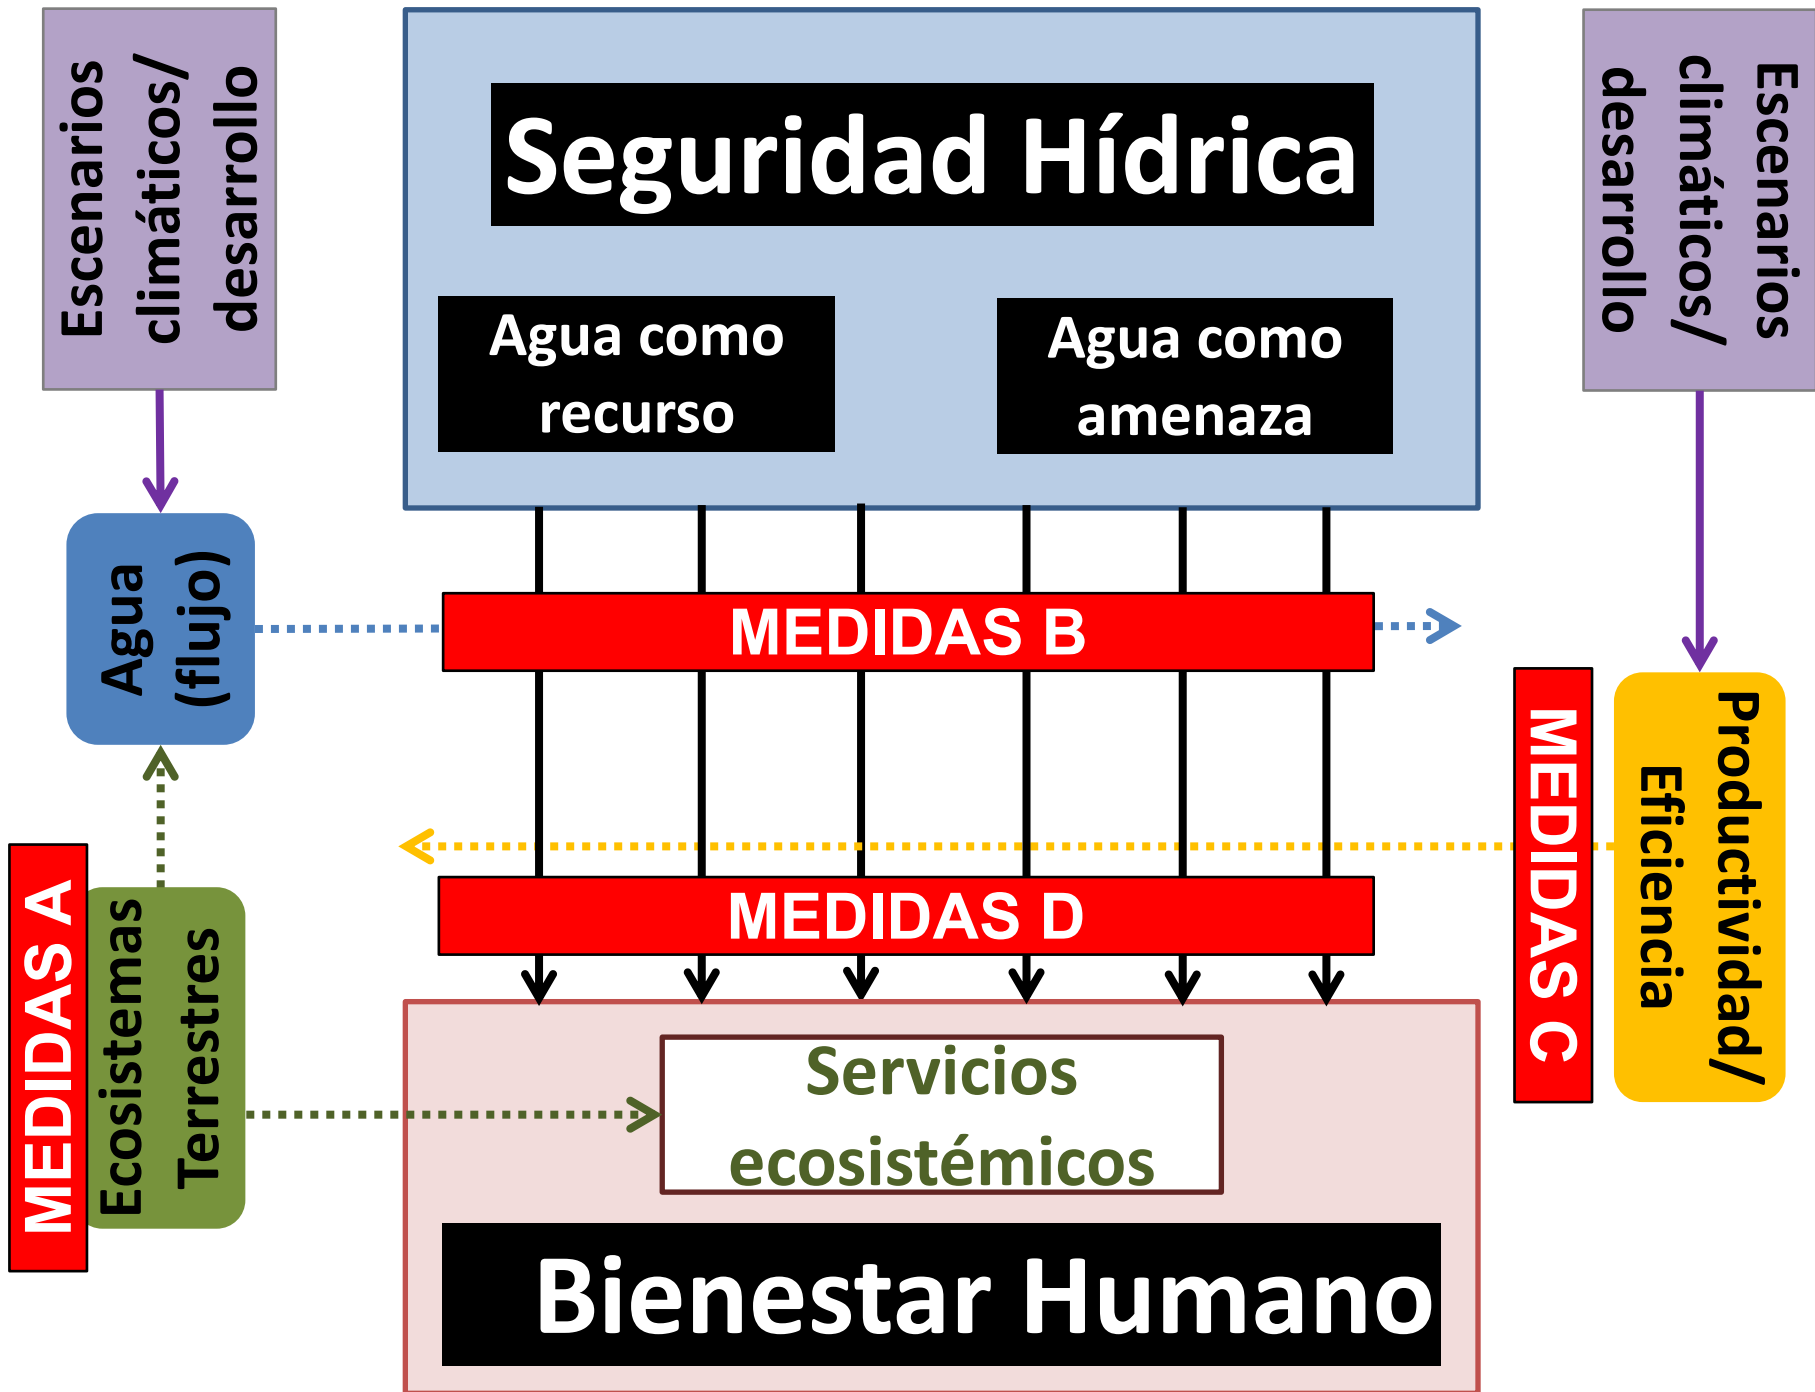 Escenarios
climáticos/
desarrollo
Seguridad Hídrica
Agua como
recurso
Agua como
amenaza
Escenarios
climáticos/
desarrollo
Agua
(flujo)
MEDIDAS B
MEDIDAS C
Productividad/
Eficiencia
MEDIDAS A
Ecosistemas
Terrestres
MEDIDAS D
Servicios
ecosistémicos
Bienestar Humano